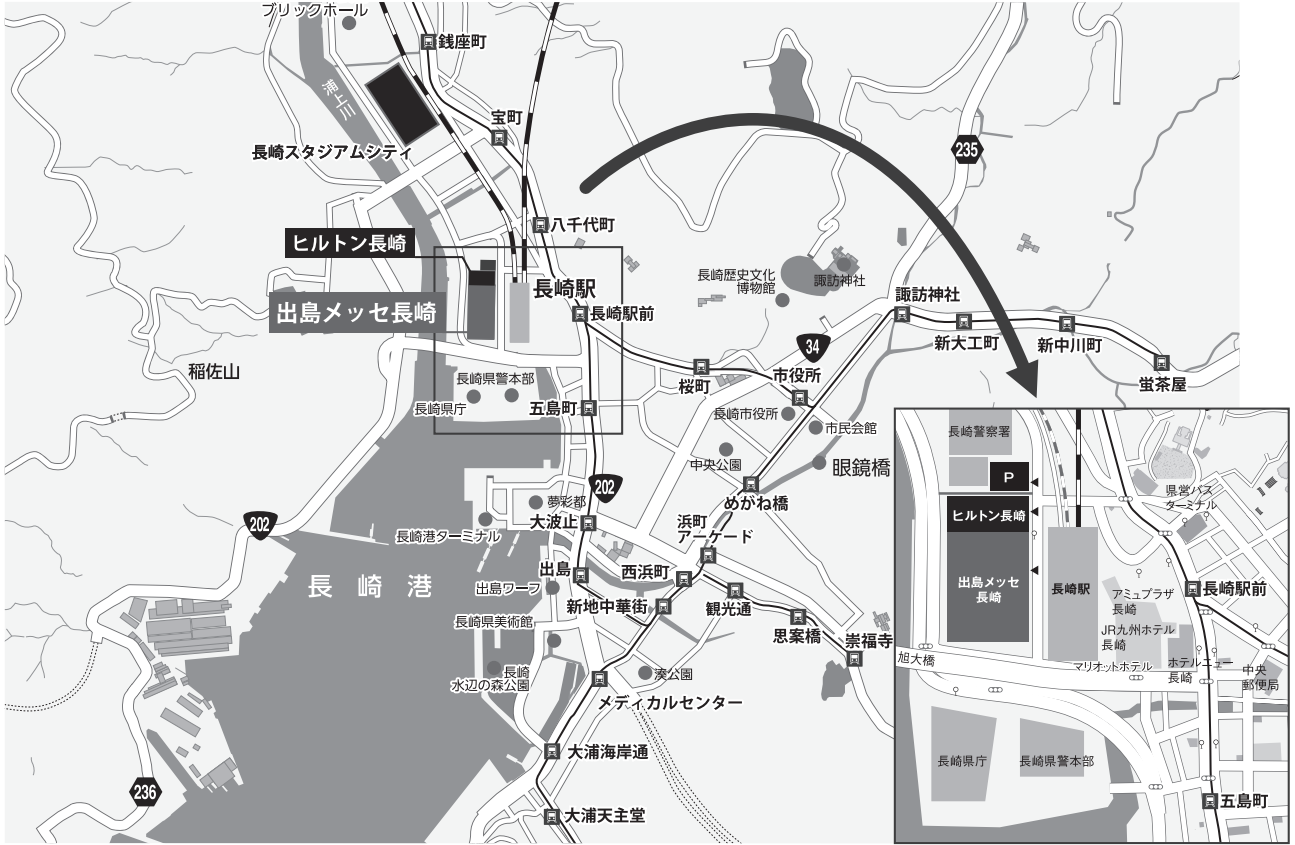 ブリックホール
銭座町
浦上川
宝町
長崎スタジアムシティ
235
八千代町
ヒルトン長崎
長崎駅
出島メッセ長崎
長崎駅前
長崎歴史文化
博物館
諏訪神社
諏訪神社
新大工町
新中川町
蛍茶屋
34
稲佐山
桜町
市役所
長崎県警本部
長崎県庁
五島町
長崎市役所
市民会館
中央公園
眼鏡橋
めがね橋
202
202
夢彩都
大波止
長崎港ターミナル
浜町
アーケード
長崎港
出島
西浜町
出島ワーフ
新地中華街
観光通
思案橋
崇福寺
長崎県美術館
長崎
水辺の森公園
湊公園
メディカルセンター
大浦海岸通
236
大浦天主堂
長崎警察署
P
県営バス
ターミナル
ヒルトン長崎
出島メッセ
長崎
長崎駅
長崎駅前
アミュプラザ
長崎
JR九州ホテル
長崎
旭大橋
マリオットホテル
ホテルニュー
長崎
中央
郵便局
長崎県庁
長崎県警本部
五島町